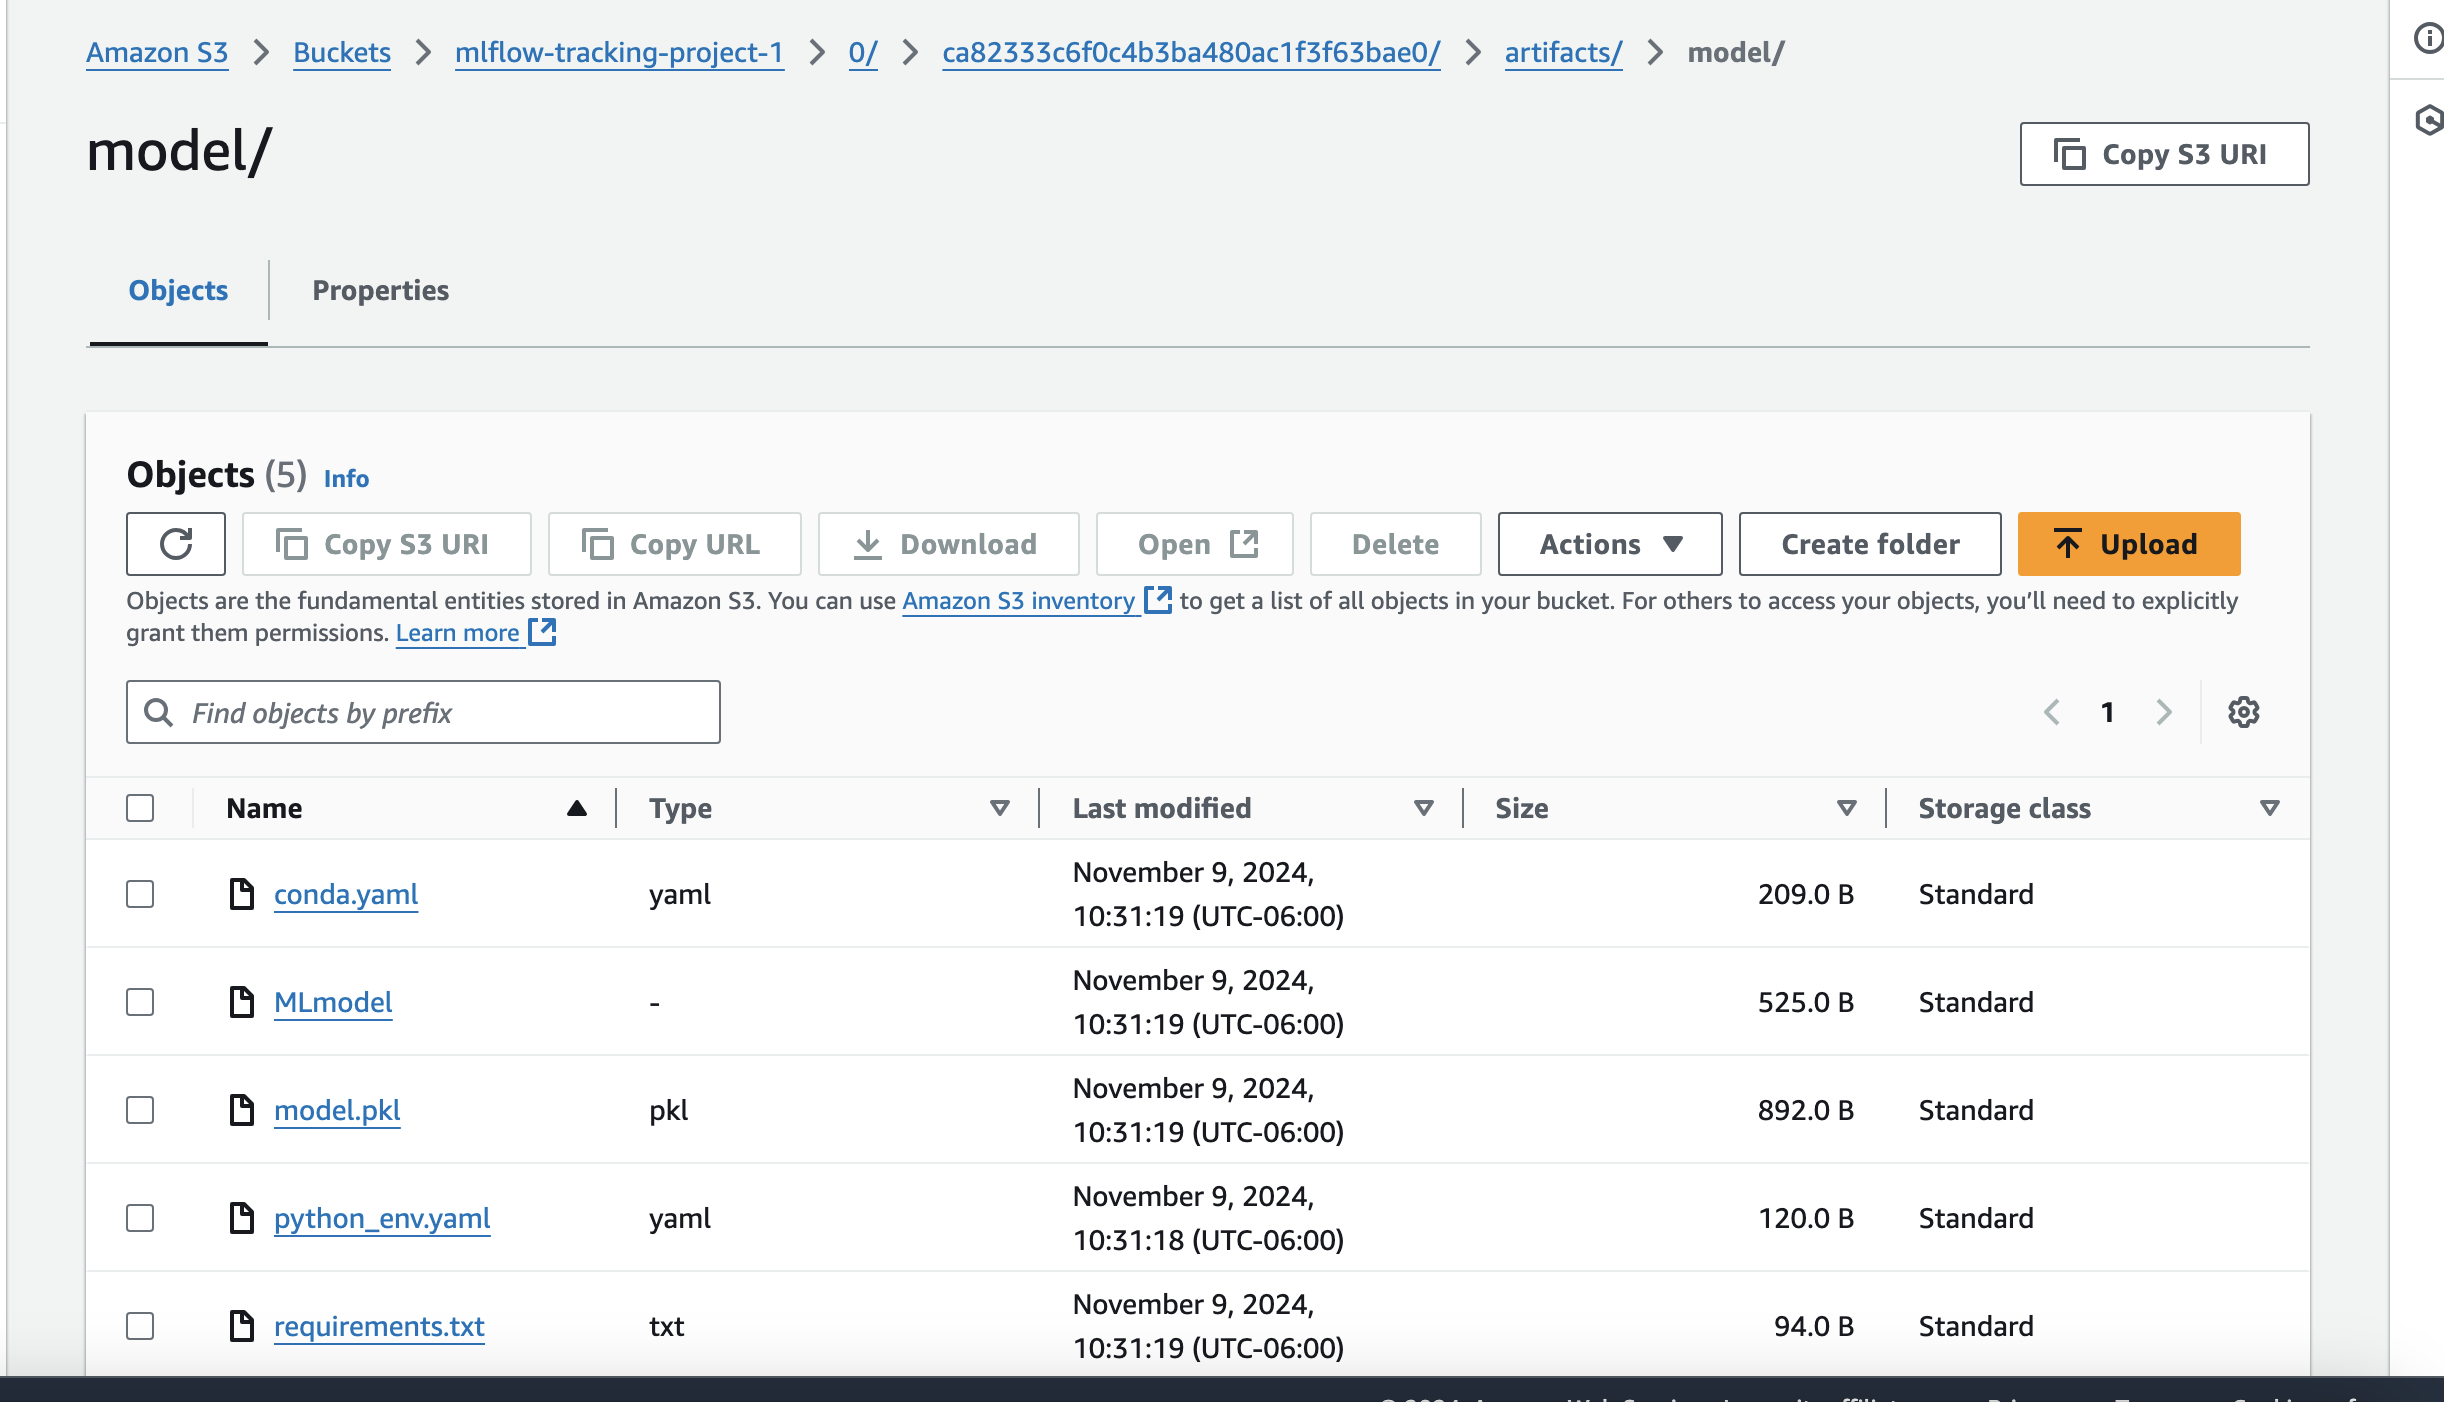 Amazon S3 > Buckets > mlflow-tracking-project-1 > 0/ > ca82333c6f0c4b3ba480ac1f3f63bae0/ > artifacts/ > model/
model/
Copy S3 URI
Objects Properties
Objects (5) Info
Copy S3 URI Copy URL Download Open Delete Actions Create folder Upload
Objects are the fundamental entities stored in Amazon S3. You can use Amazon S3 inventory to get a list of all objects in your bucket. For others to access your objects, you’ll need to explicitly
grant them permissions. Learn more
Find objects by prefix
1
Name Type Last modified Size Storage class
conda.yaml yaml November 9, 2024, 10:31:19 (UTC-06:00) 209.0 B Standard
MLmodel - November 9, 2024, 10:31:19 (UTC-06:00) 525.0 B Standard
model.pkl pkl November 9, 2024, 10:31:19 (UTC-06:00) 892.0 B Standard
python_env.yaml yaml November 9, 2024, 10:31:18 (UTC-06:00) 120.0 B Standard
requirements.txt txt November 9, 2024, 10:31:19 (UTC-06:00) 94.0 B Standard